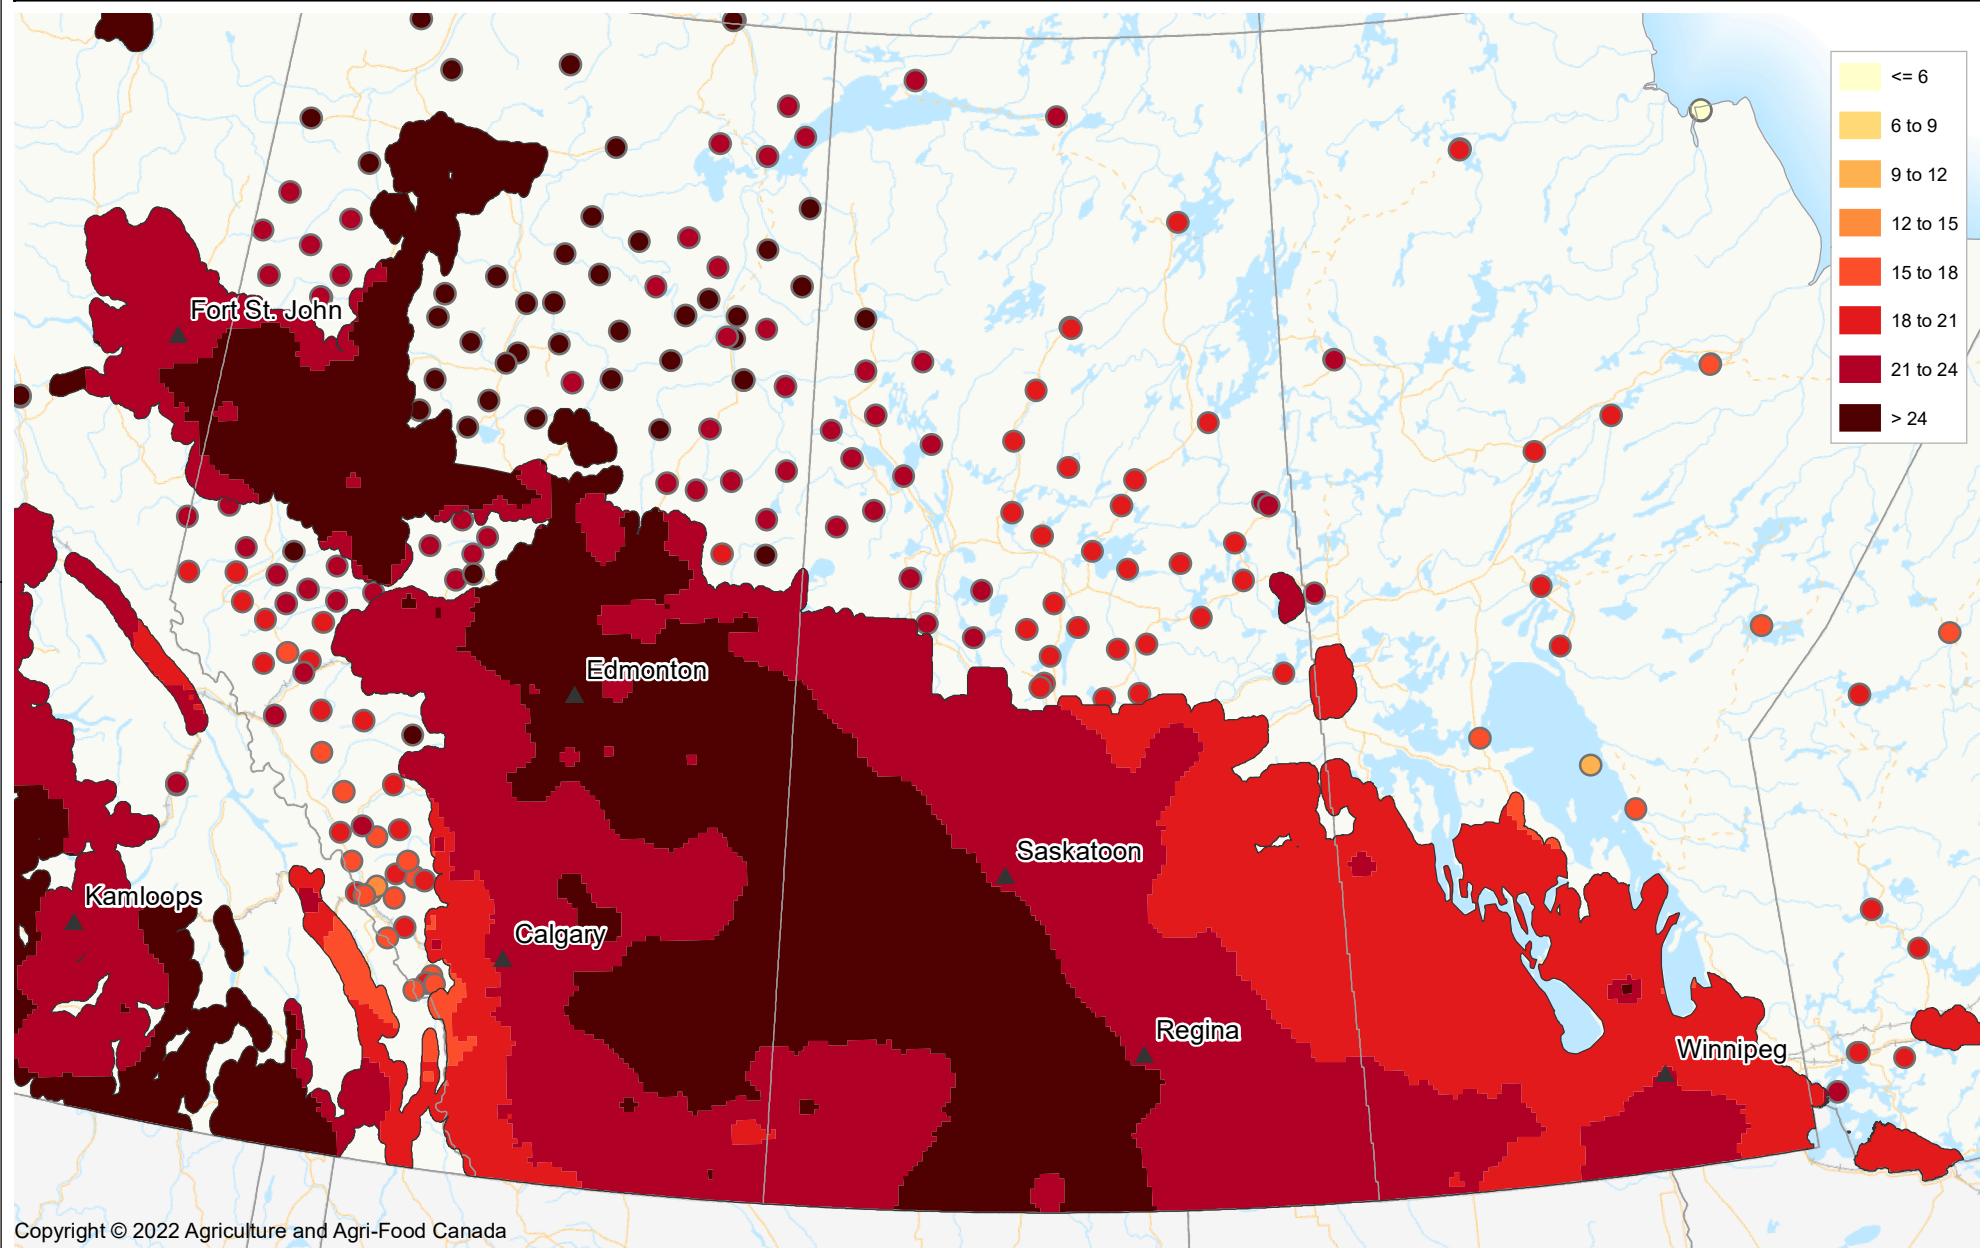 <= 6
6 to 9
9 to 12
12 to 15
15 to 18
18 to 21
21 to 24
> 24
Fort St. John
Edmonton
Saskatoon
Kamloops
Calgary
Regina
Winnipeg
Copyright © 2022 Agriculture and Agri-Food Canada